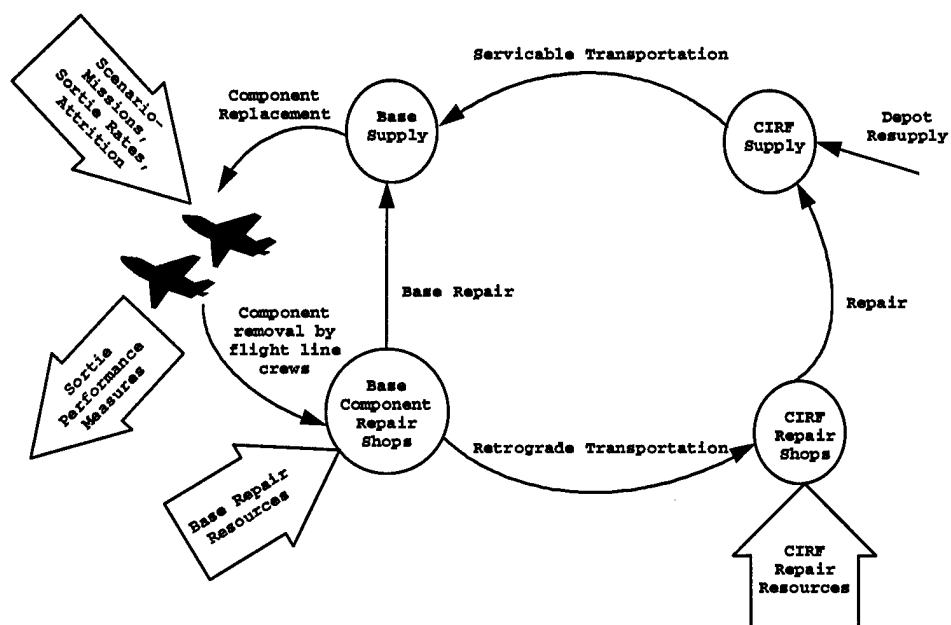 Scenario-
Missions,
Sortie Rates,
Attrition
Component
Replacement
Base
Supply
Servicable Transportation
CIRF
Supply
Depot
Resupply
Base Repair
Repair
Component
removal by
flight line
crews
Sortie
Performance
Measures
Base
Component
Repair
Shops
Retrograde Transportation
CIRF
Repair
Shops
Base Repair
Resources
CIRF
Repair
Resources